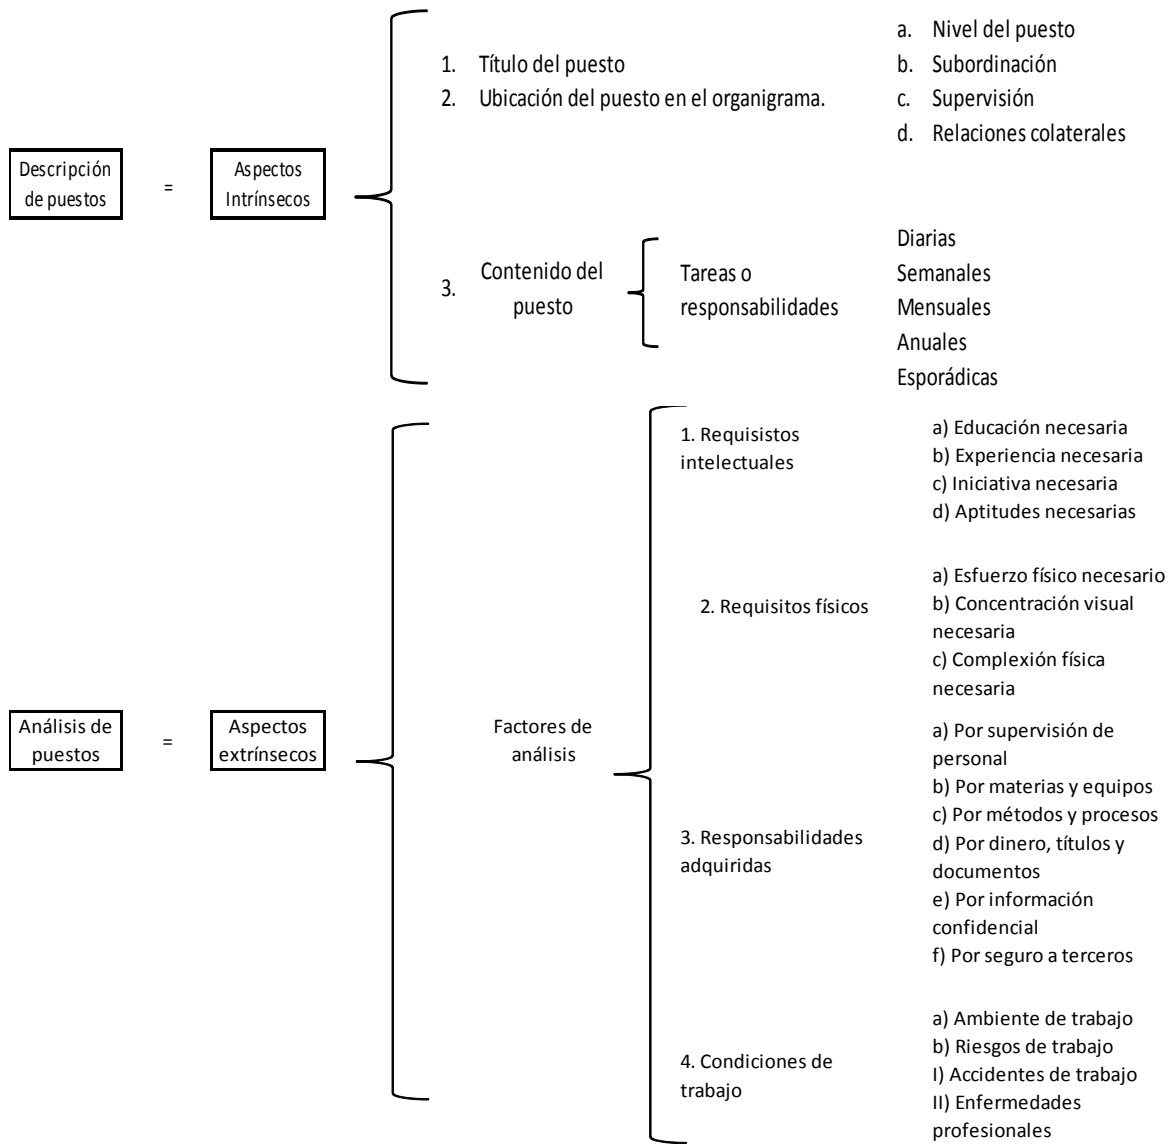 a. Nivel del puesto
1. Título del puesto
b. Subordinación
2. Ubicación del puesto en el organigrama.
c. Supervisión
d. Relaciones colaterales
Descripción
de puestos
=
Aspectos
Intrínsecos
3.
Contenido del
puesto
Tareas o
responsabilidades
Diarias
Semanales
Mensuales
Anuales
Esporádicas
Análisis de
puestos
=
Aspectos
extrínsecos
Factores de
análisis
1. Requisistos
intelectuales
a) Educación necesaria
b) Experiencia necesaria
c) Iniciativa necesaria
d) Aptitudes necesarias
2. Requisitos físicos
a) Esfuerzo físico necesario
b) Concentración visual
necesaria
c) Complexión física
necesaria
3. Responsabilidades
adquiridas
a) Por supervisión de
personal
b) Por materias y equipos
c) Por métodos y procesos
d) Por dinero, títulos y
documentos
e) Por información
confidencial
f) Por seguro a terceros
4. Condiciones de
trabajo
a) Ambiente de trabajo
b) Riesgos de trabajo
I) Accidentes de trabajo
II) Enfermedades
profesionales